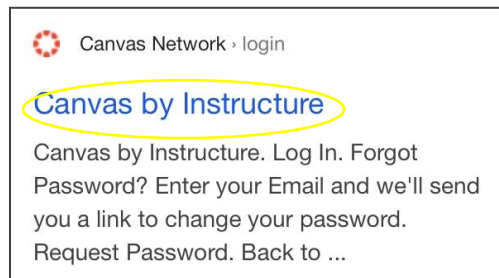 Canvas Network › login
Canvas by Instructure
Canvas by Instructure. Log In. Forgot
Password? Enter your Email and we'll send
you a link to change your password.
Request Password. Back to ...